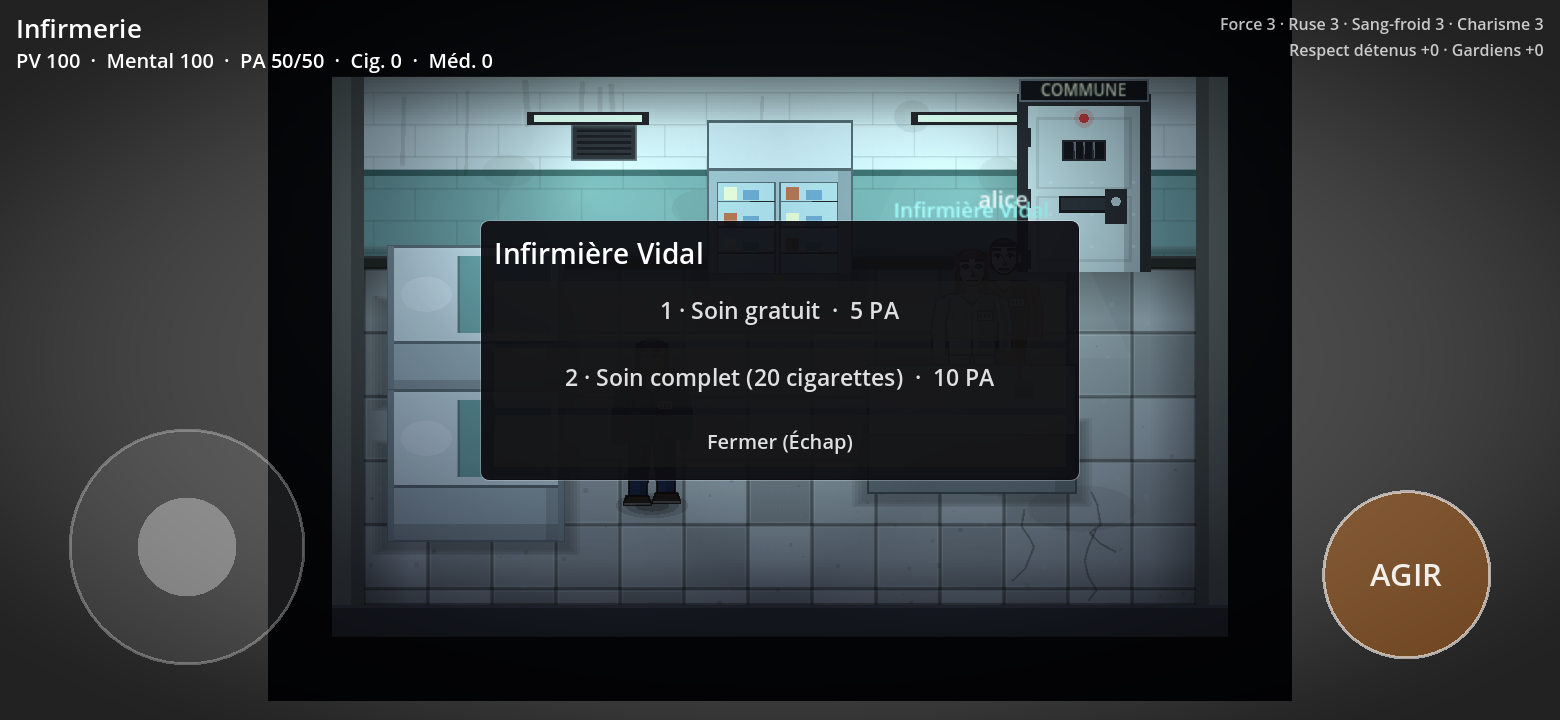 Infirmerie
PV 100 · Mental 100 · PA 50/50 · Cig. 0 · Méd. 0
Force 3 · Ruse 3 · Sang-froid 3 · Charisme 3
Respect détenus +0 · Gardiens +0
COMMUNE
alice
Infirmière Vidal
Infirmière Vidal
1 · Soin gratuit · 5 PA
2 · Soin complet (20 cigarettes) · 10 PA
Fermer (Échap)
AGIR